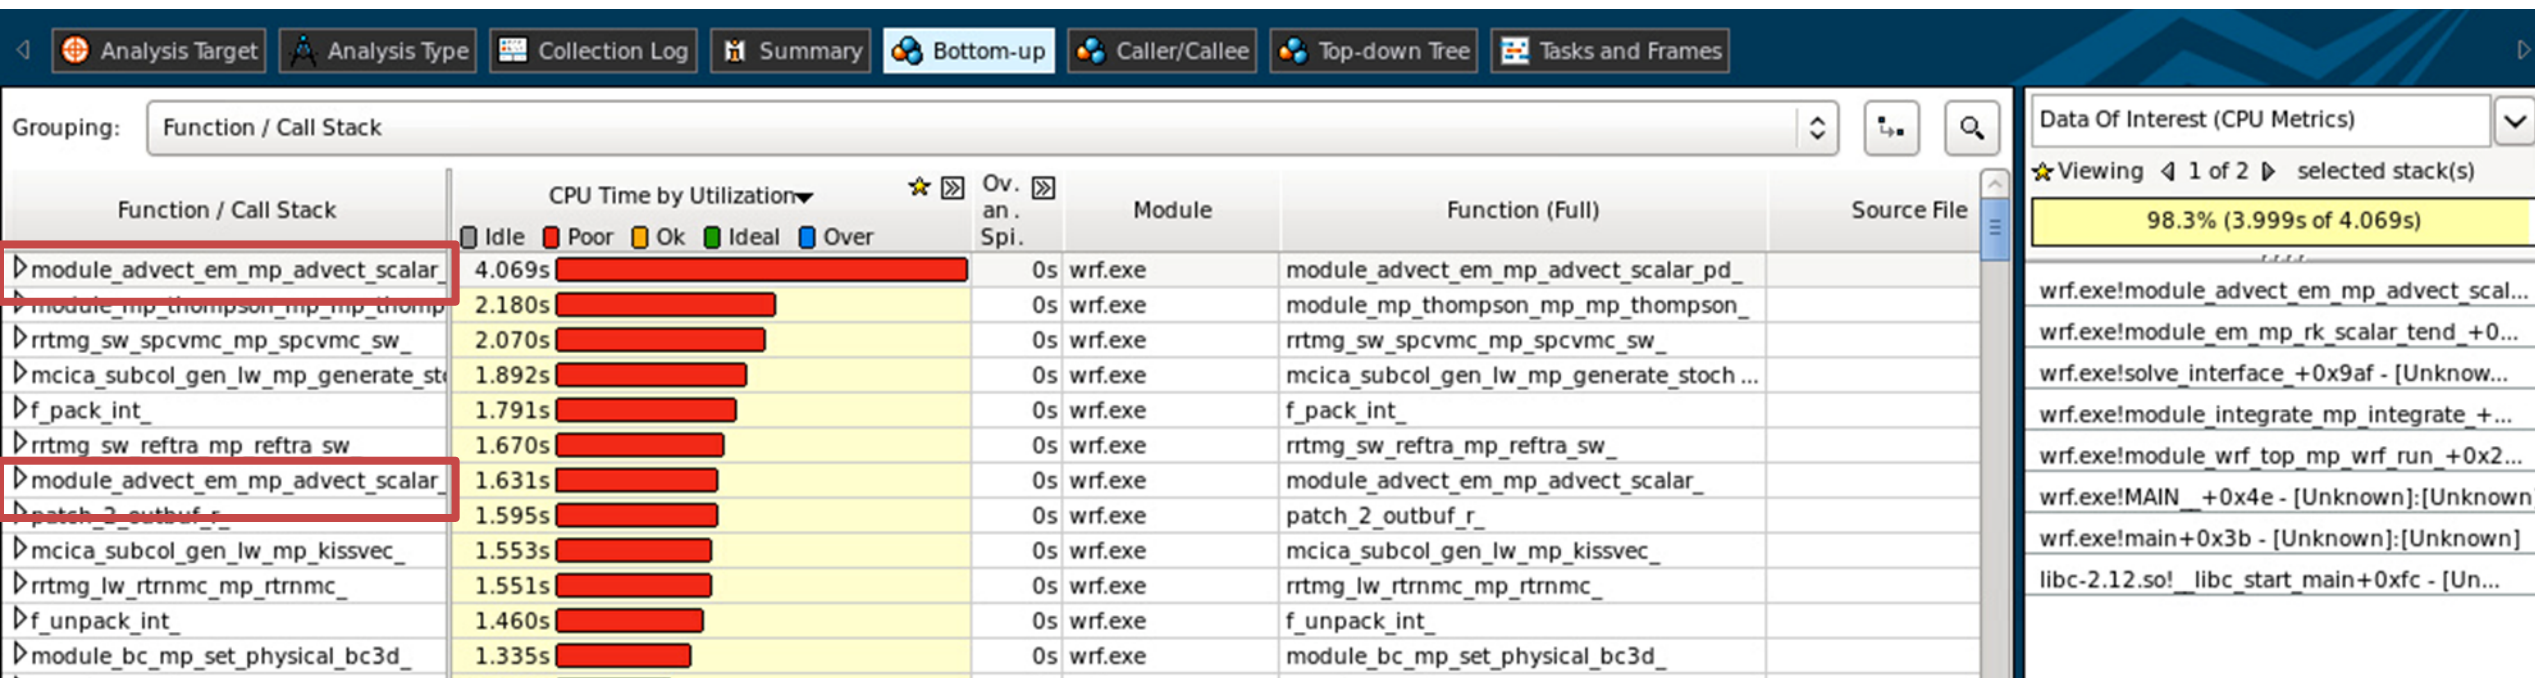 Analysis Target Analysis Type Collection Log Summary Bottom-up Caller/Callee Top-down Tree Tasks and Frames
Grouping: Function / Call Stack
Function / Call Stack CPU Time by Utilization Ov. an. Spi. Module Function (Full) Source File
Idle Poor Ok Ideal Over
module_advect_em_mp_advect_scalar_ 4.069s 0s wrf.exe module_advect_em_mp_advect_scalar_pd_
module_mp_thompson_mp_mp_thomp 2.180s 0s wrf.exe module_mp_thompson_mp_mp_thompson_
rrtmg_sw_spcvmc_mp_spcvmc_sw_ 2.070s 0s wrf.exe rrtmg_sw_spcvmc_mp_spcvmc_sw_
mcica_subcol_gen_lw_mp_generate_sto 1.892s 0s wrf.exe mcica_subcol_gen_lw_mp_generate_stoch ...
f_pack_int_ 1.791s 0s wrf.exe f_pack_int_
rrtmg_sw_reftra_mp_reftra_sw_ 1.670s 0s wrf.exe rrtmg_sw_reftra_mp_reftra_sw_
module_advect_em_mp_advect_scalar_ 1.631s 0s wrf.exe module_advect_em_mp_advect_scalar_
patch_2_outbuf_r_ 1.595s 0s wrf.exe patch_2_outbuf_r_
mcica_subcol_gen_lw_mp_kissvec_ 1.553s 0s wrf.exe mcica_subcol_gen_lw_mp_kissvec_
rrtmg_lw_rtrnmc_mp_rtrnmc_ 1.551s 0s wrf.exe rrtmg_lw_rtrnmc_mp_rtrnmc_
f_unpack_int_ 1.460s 0s wrf.exe f_unpack_int_
module_bc_mp_set_physical_bc3d_ 1.335s 0s wrf.exe module_bc_mp_set_physical_bc3d_
Data Of Interest (CPU Metrics)
Viewing 1 of 2 selected stack(s)
98.3% (3.999s of 4.069s)
wrf.exe!module_advect_em_mp_advect_scal...
wrf.exe!module_em_mp_rk_scalar_tend_+0...
wrf.exe!solve_interface_+0x9af - [Unknow...
wrf.exe!module_integrate_mp_integrate_+...
wrf.exe!module_wrf_top_mp_wrf_run_+0x2...
wrf.exe!MAIN__+0x4e - [Unknown]:[Unknown
wrf.exe!main+0x3b - [Unknown]:[Unknown]
libc-2.12.so!__libc_start_main+0xfc - [Un...